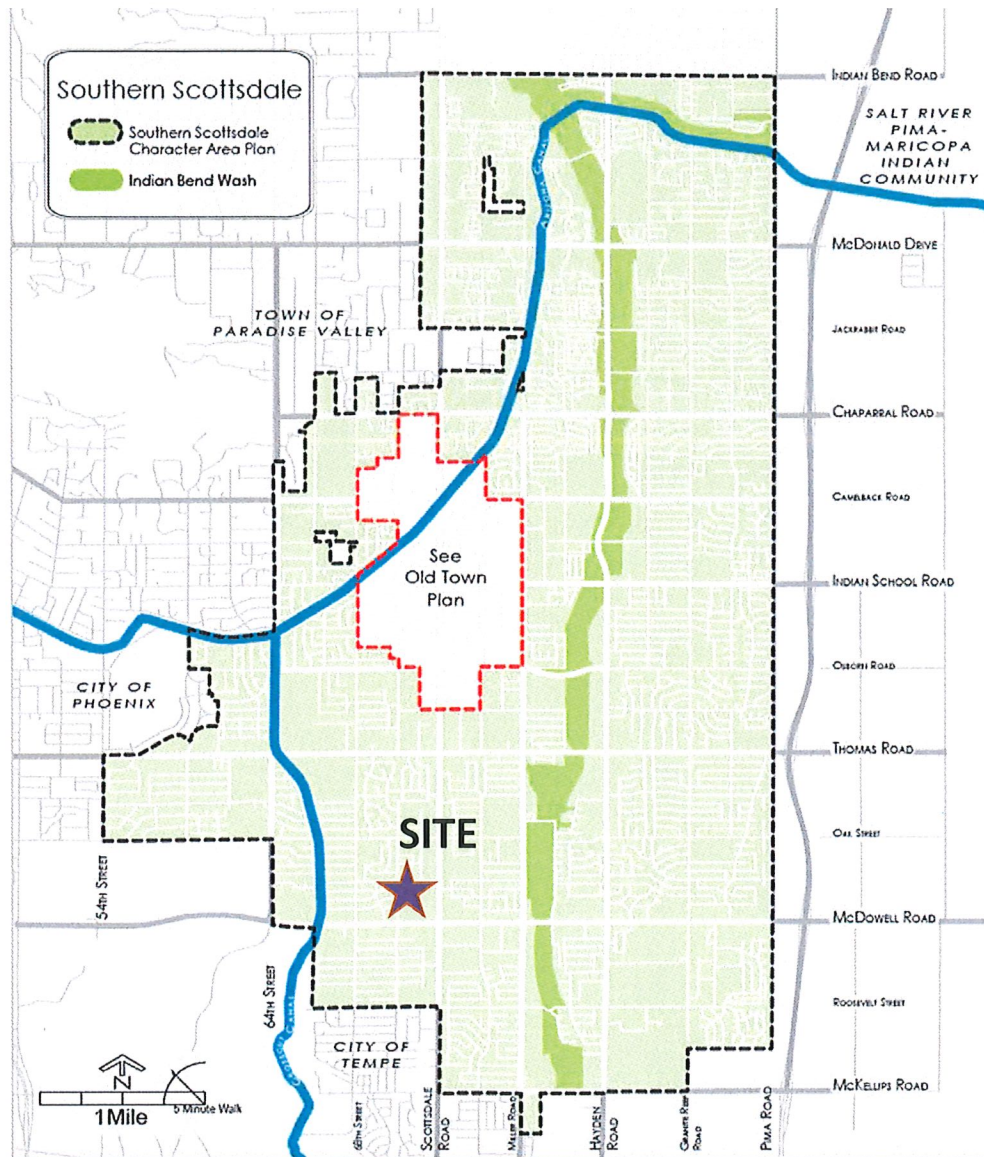 Southern Scottsdale
Southern Scottsdale
Character Area Plan
Indian Bend Wash
INDIAN BEND ROAD
SALT RIVER
PIMA-
MARICOPA
INDIAN
COMMUNITY
ARIZONA CANAL
MCDONALD DRIVE
TOWN OF
PARADISE VALLEY
JACKRABBIT ROAD
CHAPARRAL ROAD
CAMELBACK ROAD
See
Old Town
Plan
INDIAN SCHOOL ROAD
CITY OF
PHOENIX
OSBORN ROAD
THOMAS ROAD
SITE
OAK STREET
54TH STREET
MCDOWELL ROAD
64TH STREET
ROOSEVELT STREET
CITY OF
TEMPE
CANAL
N
1Mile
5 Minute Walk
MCKELLIPS ROAD
68TH STREET
SCOTTSDALE
ROAD
MILLER ROAD
HAYDEN
ROAD
GRANITE REEF
ROAD
PIMA ROAD